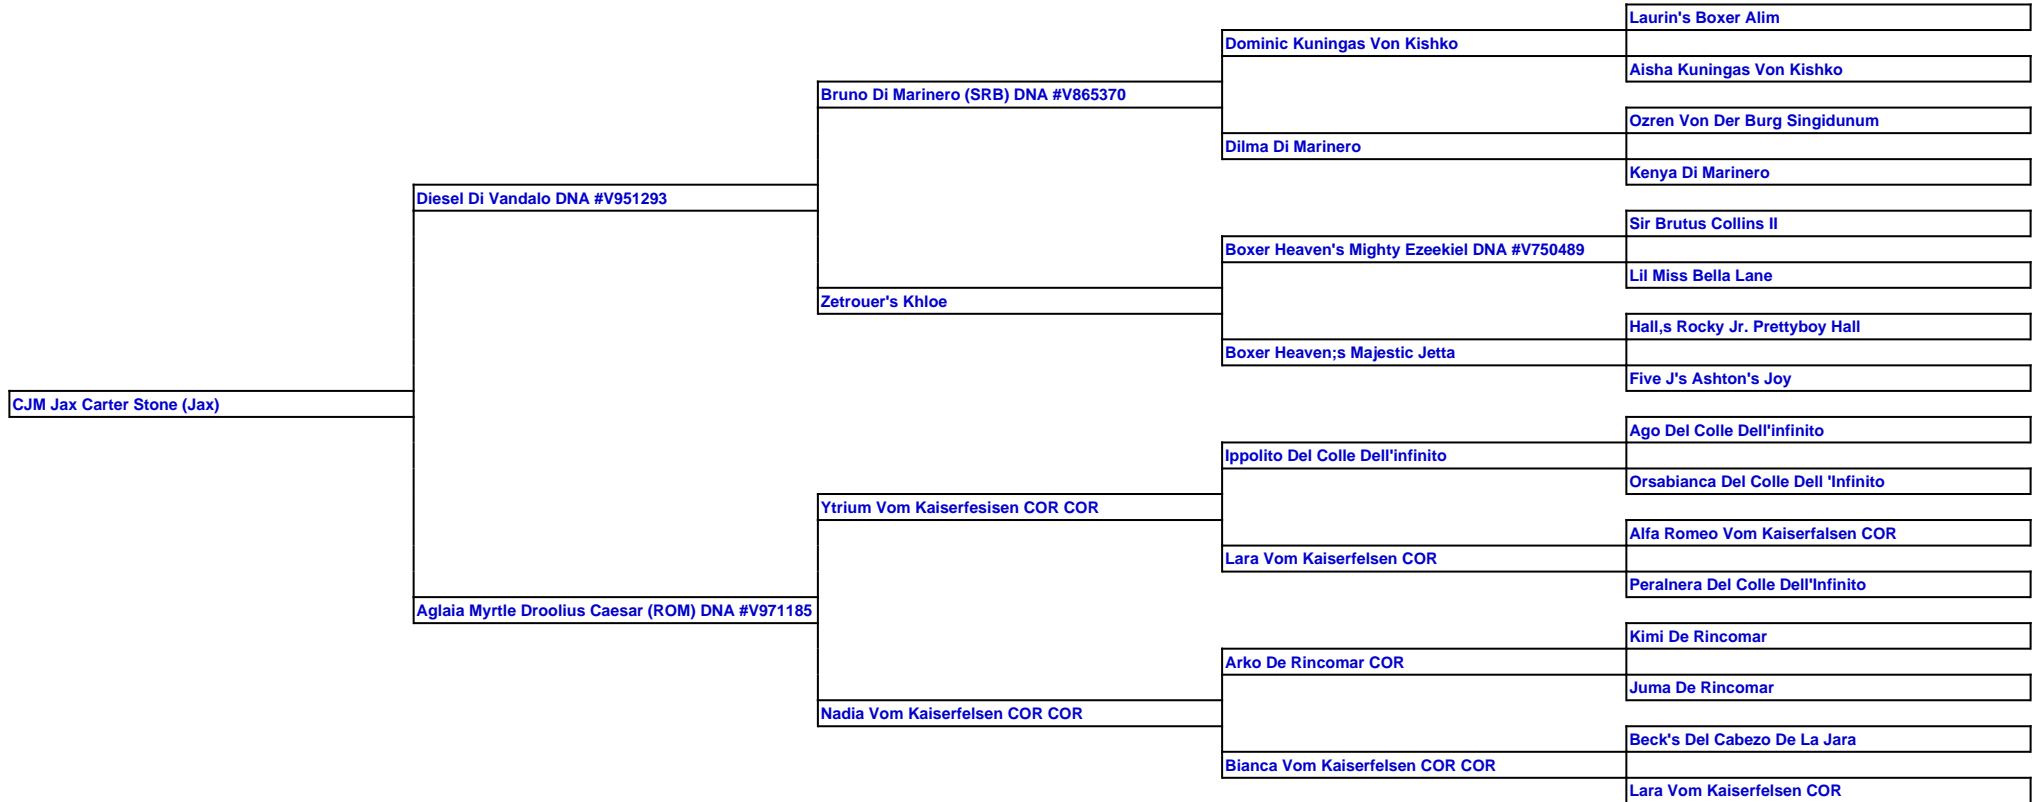 Laurin's Boxer Alim
Dominic Kuningas Von Kishko
Aisha Kuningas Von Kishko
Bruno Di Marinero (SRB) DNA #V865370
Ozren Von Der Burg Singidunum
Dilma Di Marinero
Kenya Di Marinero
Diesel Di Vandalo DNA #V951293
Sir Brutus Collins II
Boxer Heaven's Mighty Ezeekiel DNA #V750489
Lil Miss Bella Lane
Zetrouer's Khloe
Hall,s Rocky Jr. Prettyboy Hall
Boxer Heaven;s Majestic Jetta
Five J's Ashton's Joy
CJM Jax Carter Stone (Jax)
Ago Del Colle Dell'infinito
Ippolito Del Colle Dell'infinito
Orsabianca Del Colle Dell 'Infinito
Ytrium Vom Kaiserfesisen COR COR
Alfa Romeo Vom Kaiserfalsen COR
Lara Vom Kaiserfelsen COR
Peralnera Del Colle Dell'Infinito
Aglaia Myrtle Droolius Caesar (ROM) DNA #V971185
Kimi De Rincomar
Arko De Rincomar COR
Juma De Rincomar
Nadia Vom Kaiserfelsen COR COR
Beck's Del Cabezo De La Jara
Bianca Vom Kaiserfelsen COR COR
Lara Vom Kaiserfelsen COR